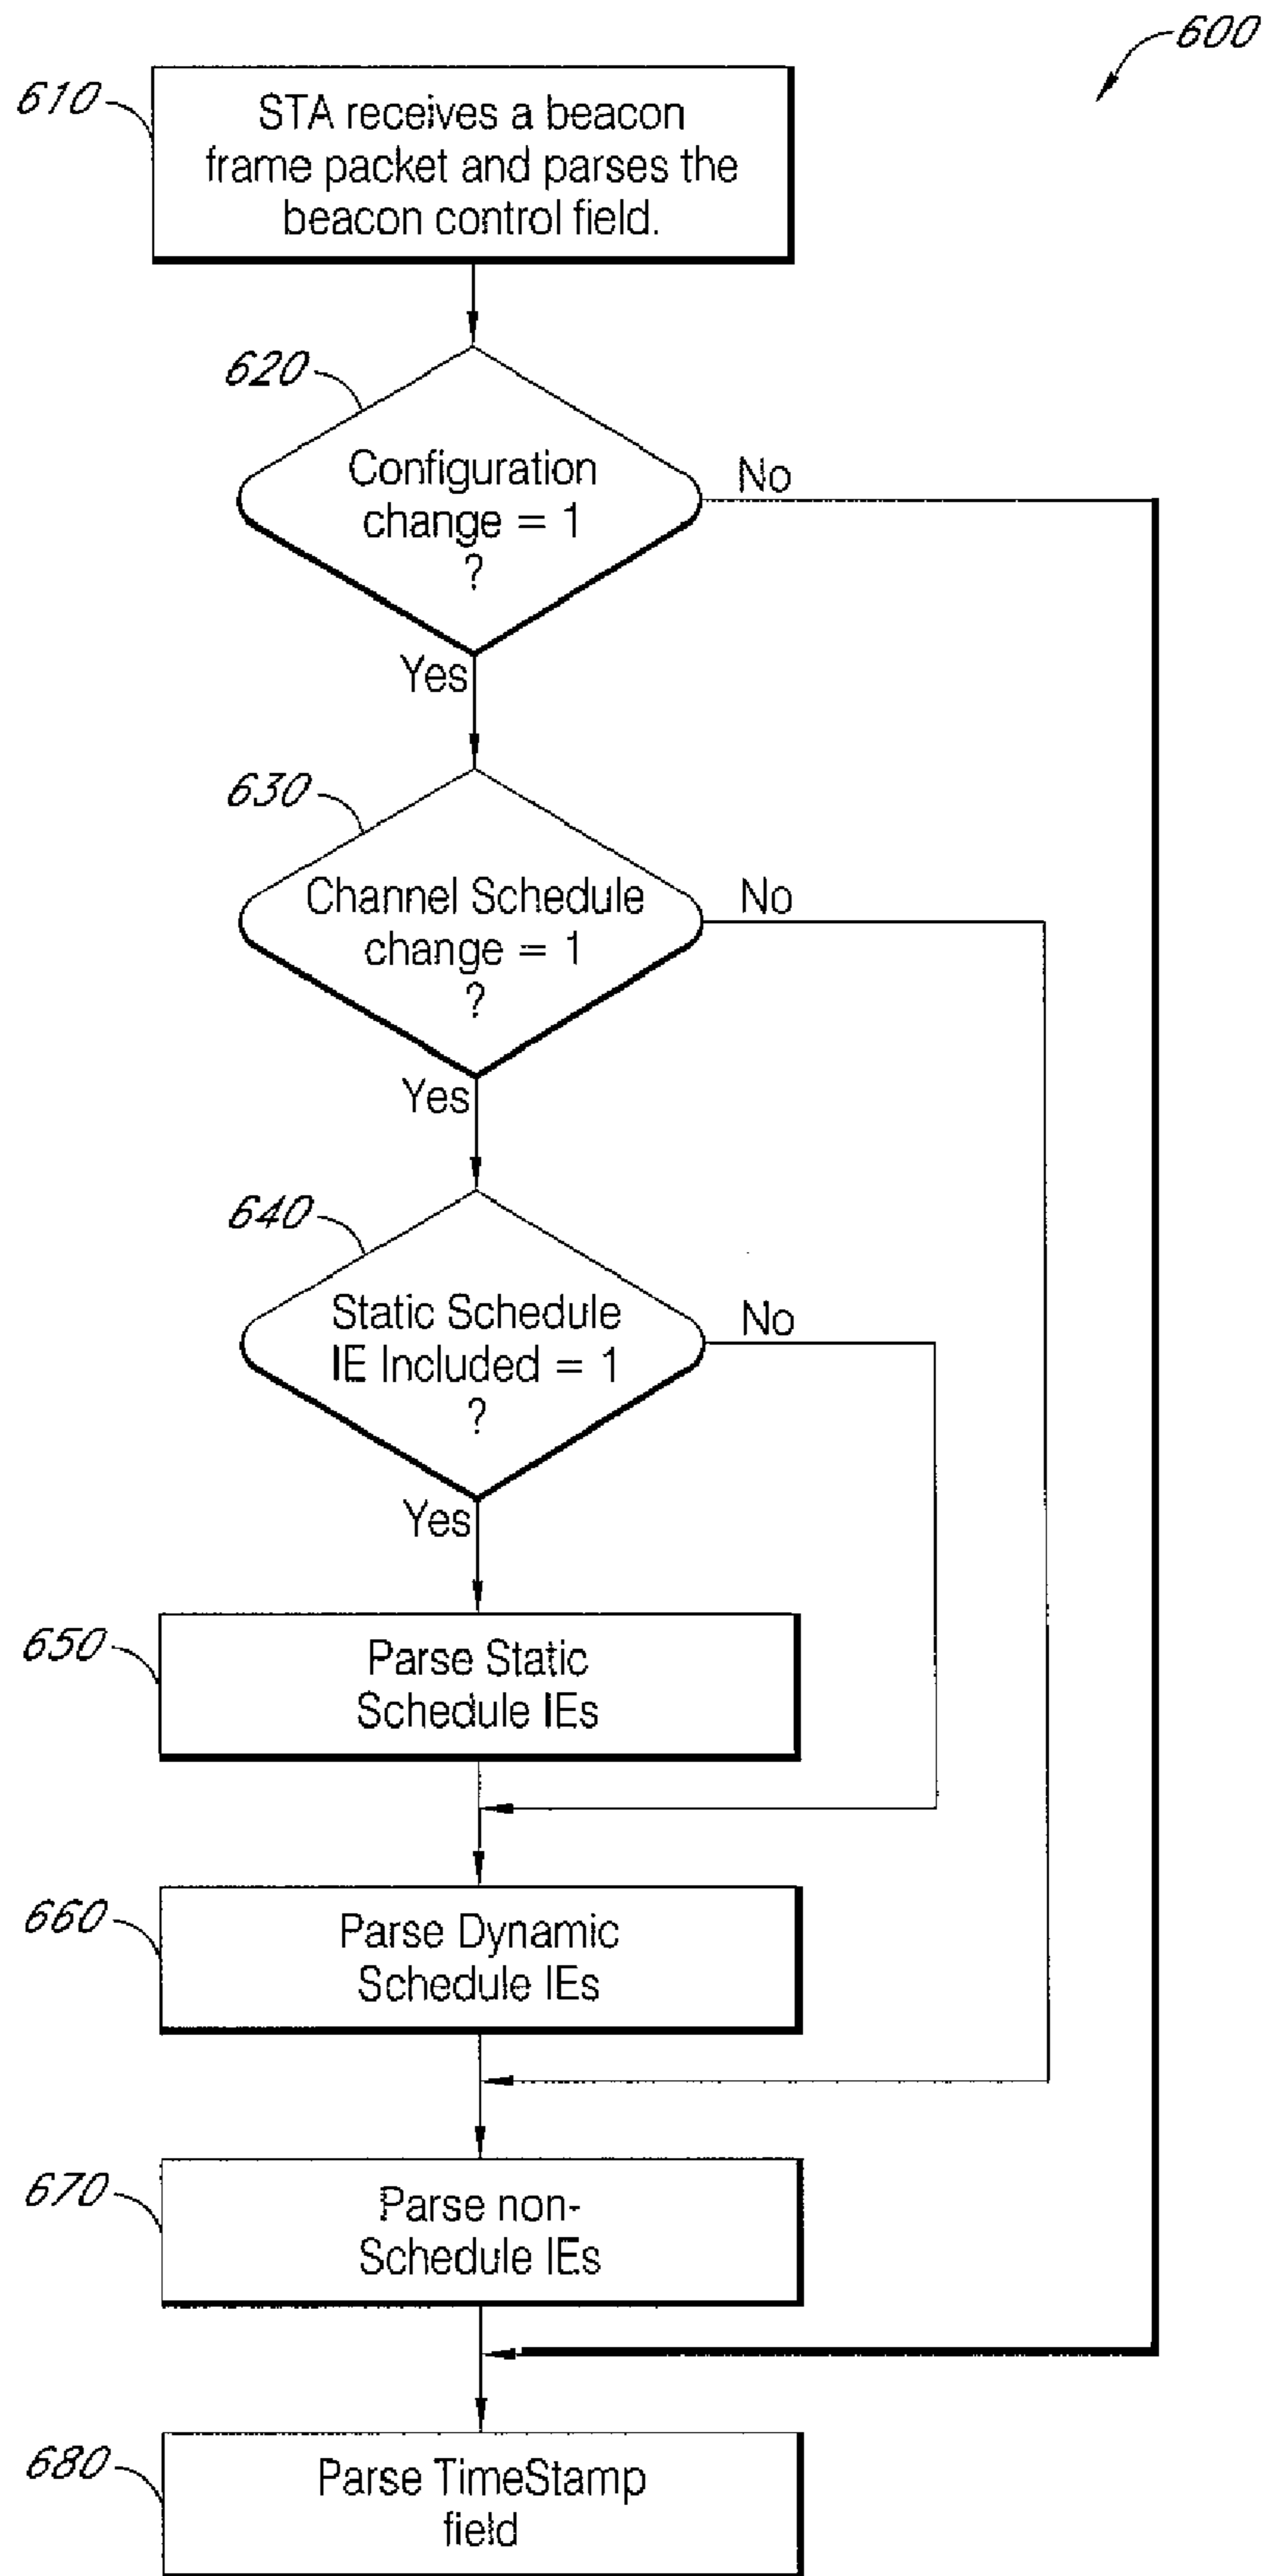 600
610
STA receives a beacon
frame packet and parses the
beacon control field.
620
Configuration
change = 1
?
No
Yes
630
Channel Schedule
change = 1
?
No
Yes
640
Static Schedule
IE Included = 1
?
No
Yes
650
Parse Static
Schedule IEs
660
Parse Dynamic
Schedule IEs
670
Parse non-
Schedule IEs
680
Parse TimeStamp
field